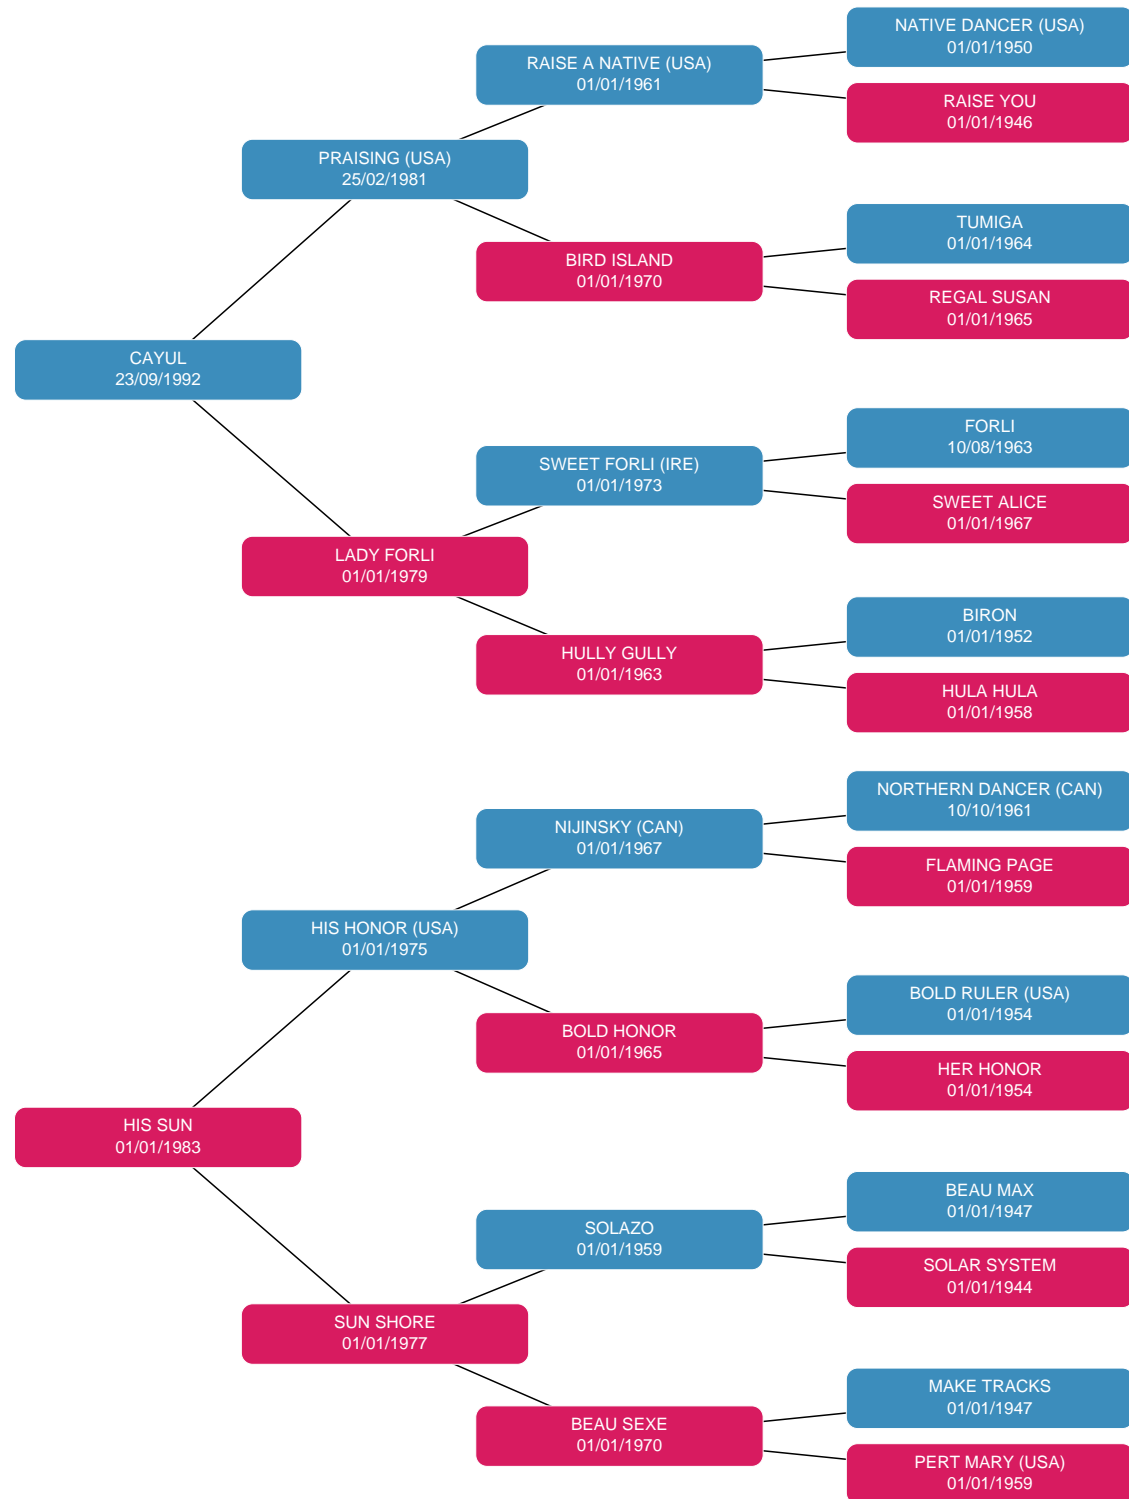 NATIVE DANCER (USA)
01/01/1950
RAISE A NATIVE (USA)
01/01/1961
RAISE YOU
01/01/1946
PRAISING (USA)
25/02/1981
TUMIGA
01/01/1964
BIRD ISLAND
01/01/1970
REGAL SUSAN
01/01/1965
CAYUL
23/09/1992
FORLI
10/08/1963
SWEET FORLI (IRE)
01/01/1973
SWEET ALICE
01/01/1967
LADY FORLI
01/01/1979
BIRON
01/01/1952
HULLY GULLY
01/01/1963
HULA HULA
01/01/1958
NORTHERN DANCER (CAN)
10/10/1961
NIJINSKY (CAN)
01/01/1967
FLAMING PAGE
01/01/1959
HIS HONOR (USA)
01/01/1975
BOLD RULER (USA)
01/01/1954
BOLD HONOR
01/01/1965
HER HONOR
01/01/1954
HIS SUN
01/01/1983
BEAU MAX
01/01/1947
SOLAZO
01/01/1959
SOLAR SYSTEM
01/01/1944
SUN SHORE
01/01/1977
MAKE TRACKS
01/01/1947
BEAU SEXE
01/01/1970
PERT MARY (USA)
01/01/1959